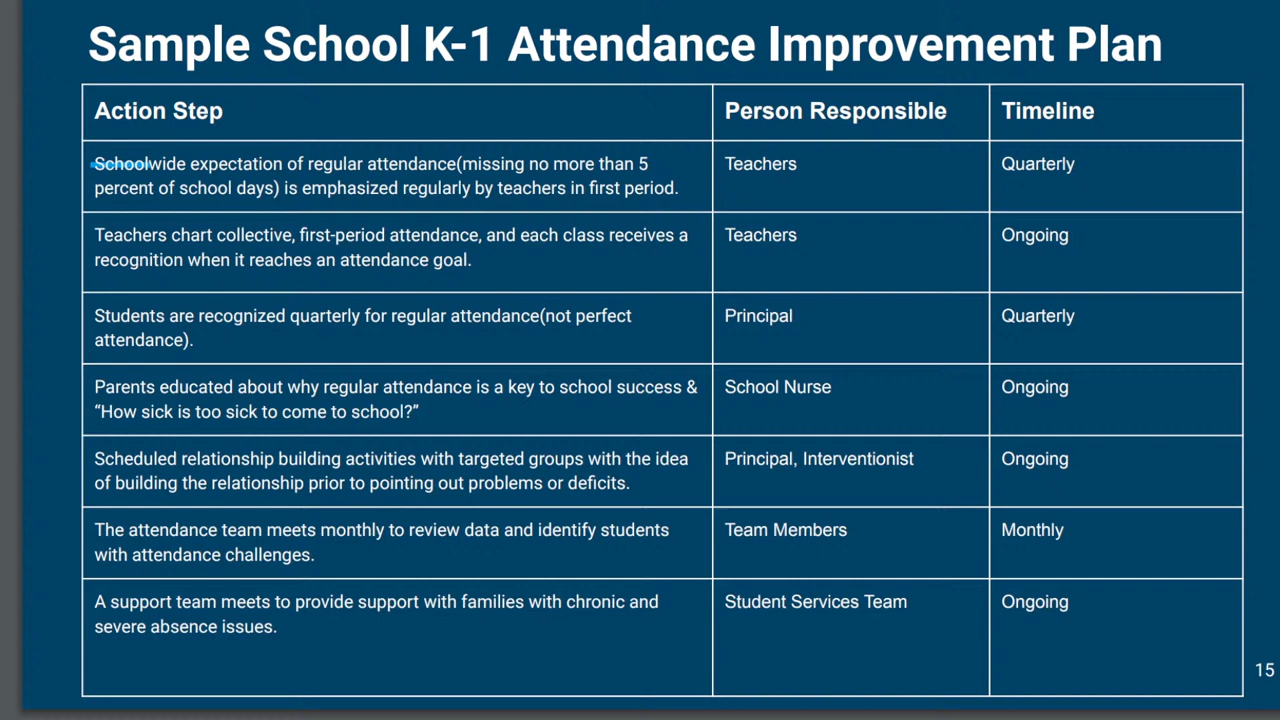 Sample School K-1 Attendance Improvement Plan
Action Step
Person Responsible
Timeline
Schoolwide expectation of regular attendance(missing no more than 5
percent of school days) is emphasized regularly by teachers in first period.
Teachers
Quarterly
Teachers chart collective, first-period attendance, and each class receives a
recognition when it reaches an attendance goal.
Teachers
Ongoing
Students are recognized quarterly for regular attendance(not perfect
attendance).
Principal
Quarterly
Parents educated about why regular attendance is a key to school success &
“How sick is too sick to come to school?”
School Nurse
Ongoing
Scheduled relationship building activities with targeted groups with the idea
of building the relationship prior to pointing out problems or deficits.
Principal, Interventionist
Ongoing
The attendance team meets monthly to review data and identify students
with attendance challenges.
Team Members
Monthly
A support team meets to provide support with families with chronic and
severe absence issues.
Student Services Team
Ongoing
15